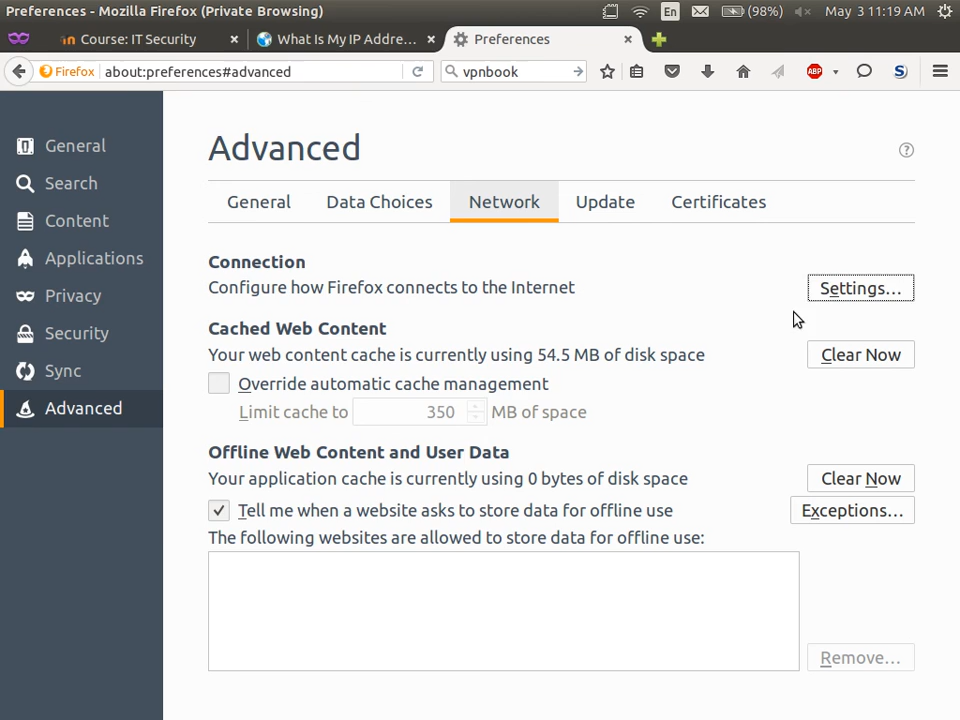 Preferences - Mozilla Firefox (Private Browsing)
En
(98%)
May 3 11:19 AM
Course: IT Security
What Is My IP Addre...
Preferences
Firefox
about:preferences#advanced
vpnbook
ABP
S
General
Search
Content
Applications
Privacy
Security
Sync
Advanced
Advanced
?
General
Data Choices
Network
Update
Certificates
Connection
Configure how Firefox connects to the Internet
Settings...
Cached Web Content
Your web content cache is currently using 54.5 MB of disk space
Clear Now
Override automatic cache management
Limit cache to 350 MB of space
Offline Web Content and User Data
Your application cache is currently using 0 bytes of disk space
Clear Now
Tell me when a website asks to store data for offline use
Exceptions...
The following websites are allowed to store data for offline use:
Remove...